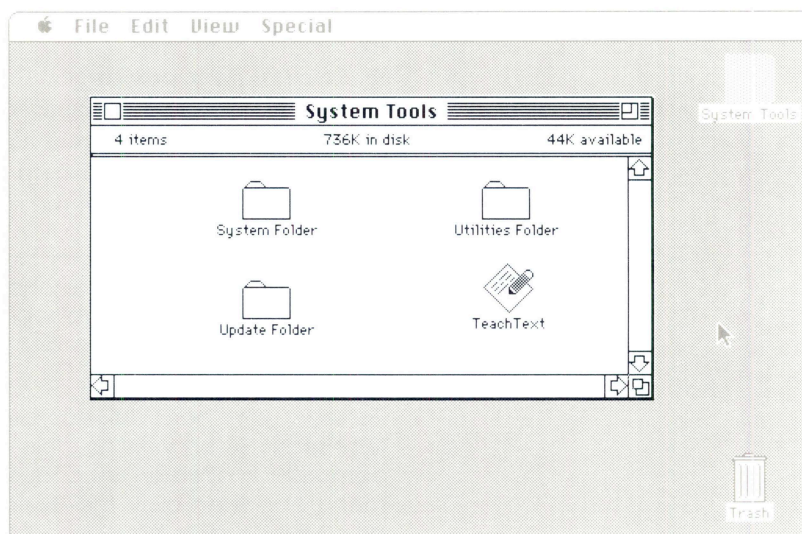 File Edit View Special
System Tools
System Tools
4 items 736K in disk 44K available
System Folder Utilities Folder
Update Folder TeachText
Trash